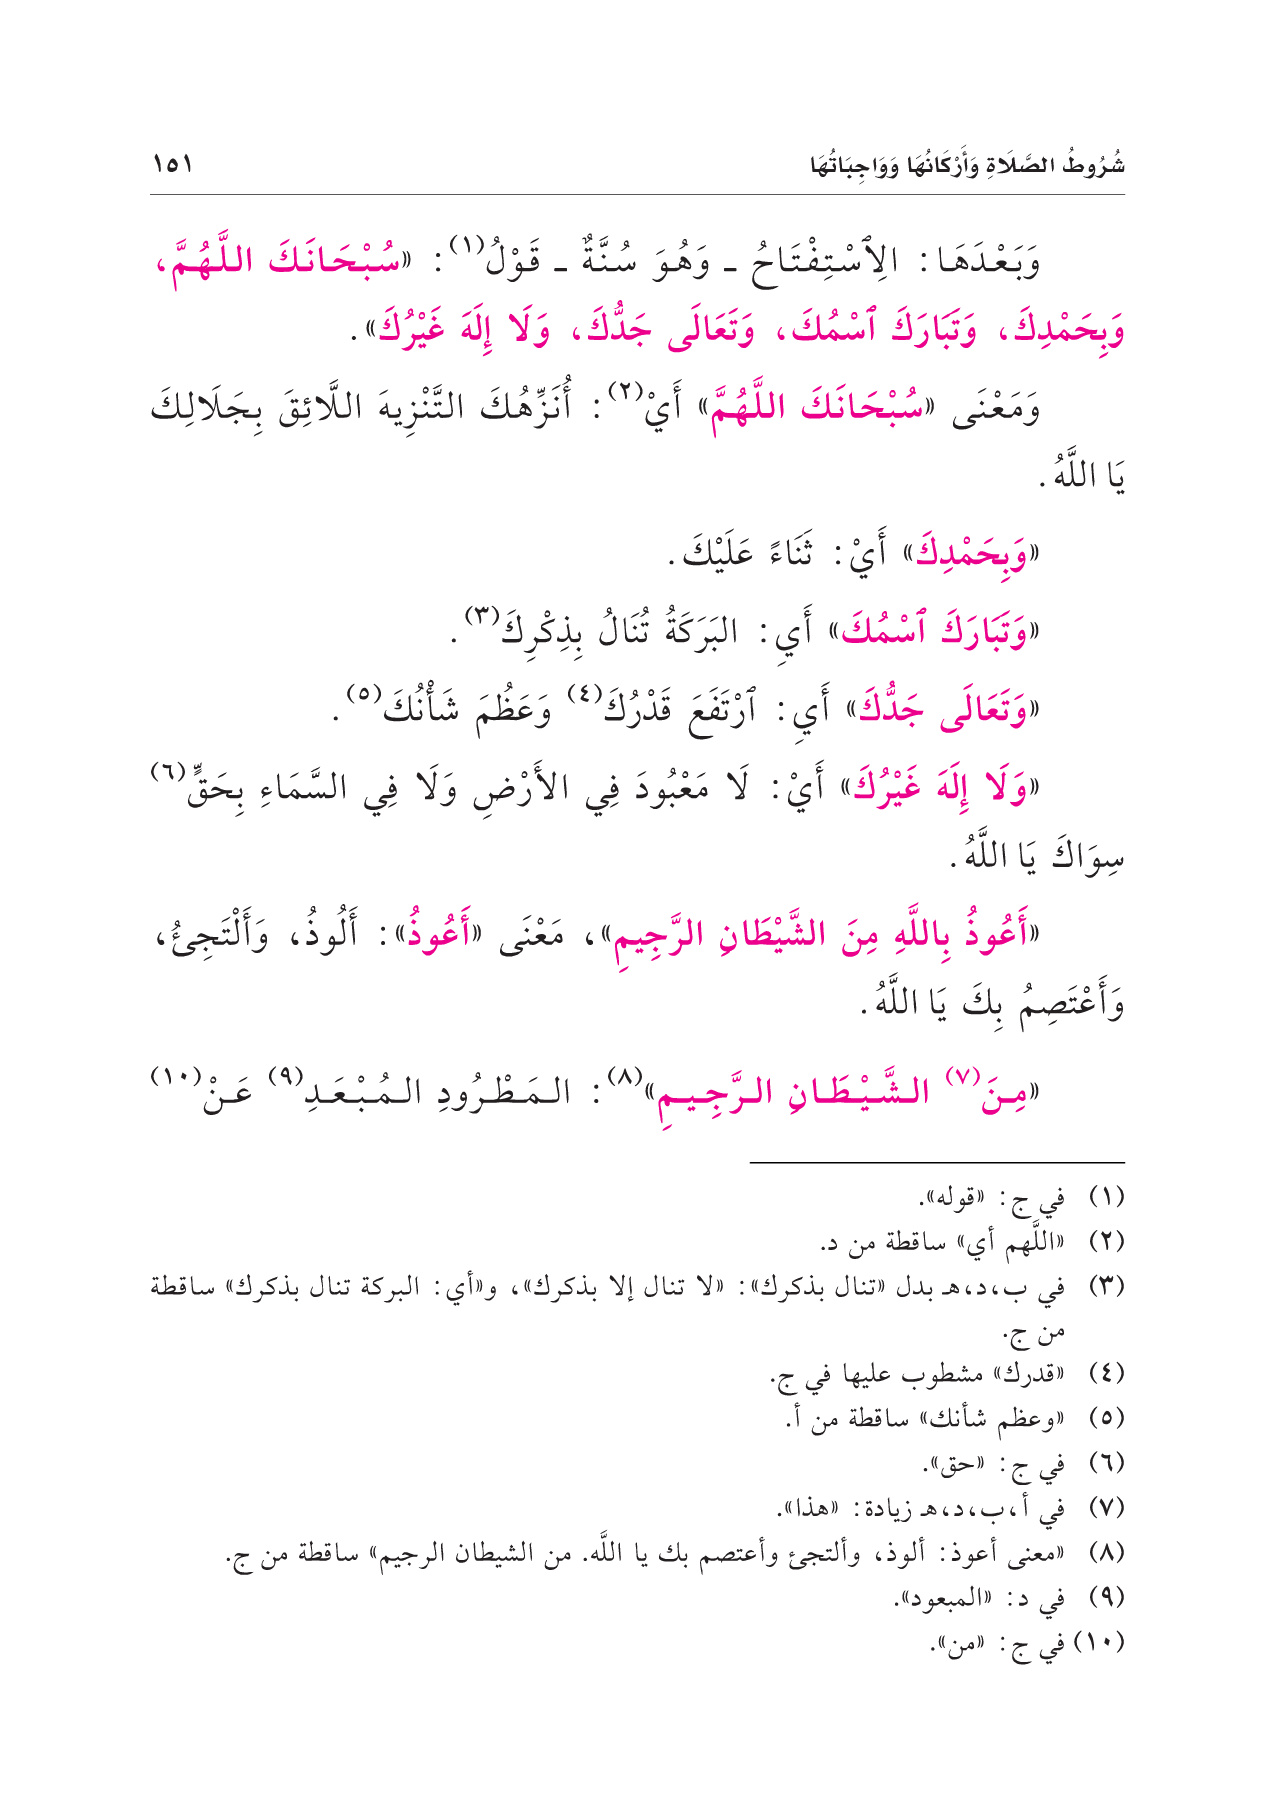 شُرُوطُ الصَّلَاةِ وَأَرْكَانُهَا وَوَاجِبَاتُهَا ١٥١
وَبَعْدَهَا: الِٱسْتِفْتَاحُ ـ وَهُوَ سُنَّةٌ ـ قَوْلُ(١): «سُبْحَانَكَ اللَّهُمَّ،
وَبِحَمْدِكَ، وَتَبَارَكَ ٱسْمُكَ، وَتَعَالَى جَدُّكَ، وَلَا إِلَهَ غَيْرُكَ».
وَمَعْنَى «سُبْحَانَكَ اللَّهُمَّ» أَيْ(٢): أُنَزِّهُكَ التَّنْزِيهَ اللَّائِقَ بِجَلَالِكَ
يَا اللَّهُ.
«وَبِحَمْدِكَ» أَيْ: ثَنَاءً عَلَيْكَ.
«وَتَبَارَكَ ٱسْمُكَ» أَيِ: البَرَكَةُ تُنَالُ بِذِكْرِكَ(٣).
«وَتَعَالَى جَدُّكَ» أَيِ: ٱرْتَفَعَ قَدْرُكَ(٤) وَعَظُمَ شَأْنُكَ(٥).
«وَلَا إِلَهَ غَيْرُكَ» أَيْ: لَا مَعْبُودَ فِي الأَرْضِ وَلَا فِي السَّمَاءِ بِحَقٍّ(٦)
سِوَاكَ يَا اللَّهُ.
«أَعُوذُ بِاللَّهِ مِنَ الشَّيْطَانِ الرَّجِيمِ»، مَعْنَى «أَعُوذُ»: أَلُوذُ، وَأَلْتَجِئُ،
وَأَعْتَصِمُ بِكَ يَا اللَّهُ.
«مِنَ(٧) الشَّيْطَانِ الرَّجِيمِ»(٨): المَطْرُودِ المُبْعَدِ(٩) عَنْ(١٠)
(١) في ج: «قوله».
(٢) «اللَّهم أي» ساقطة من د.
(٣) في ب،د،هـ بدل «تنال بذكرك»: «لا تنال إلا بذكرك»، و«أي: البركة تنال بذكرك» ساقطة
من ج.
(٤) «قدرك» مشطوب عليها في ج.
(٥) «وعظم شأنك» ساقطة من أ.
(٦) في ج: «حق».
(٧) في أ،ب،د،هـ زيادة: «هذا».
(٨) «معنى أعوذ: ألوذ، وألتجئ وأعتصم بك يا اللَّه. من الشيطان الرجيم» ساقطة من ج.
(٩) في د: «المبعود».
(١٠) في ج: «من».